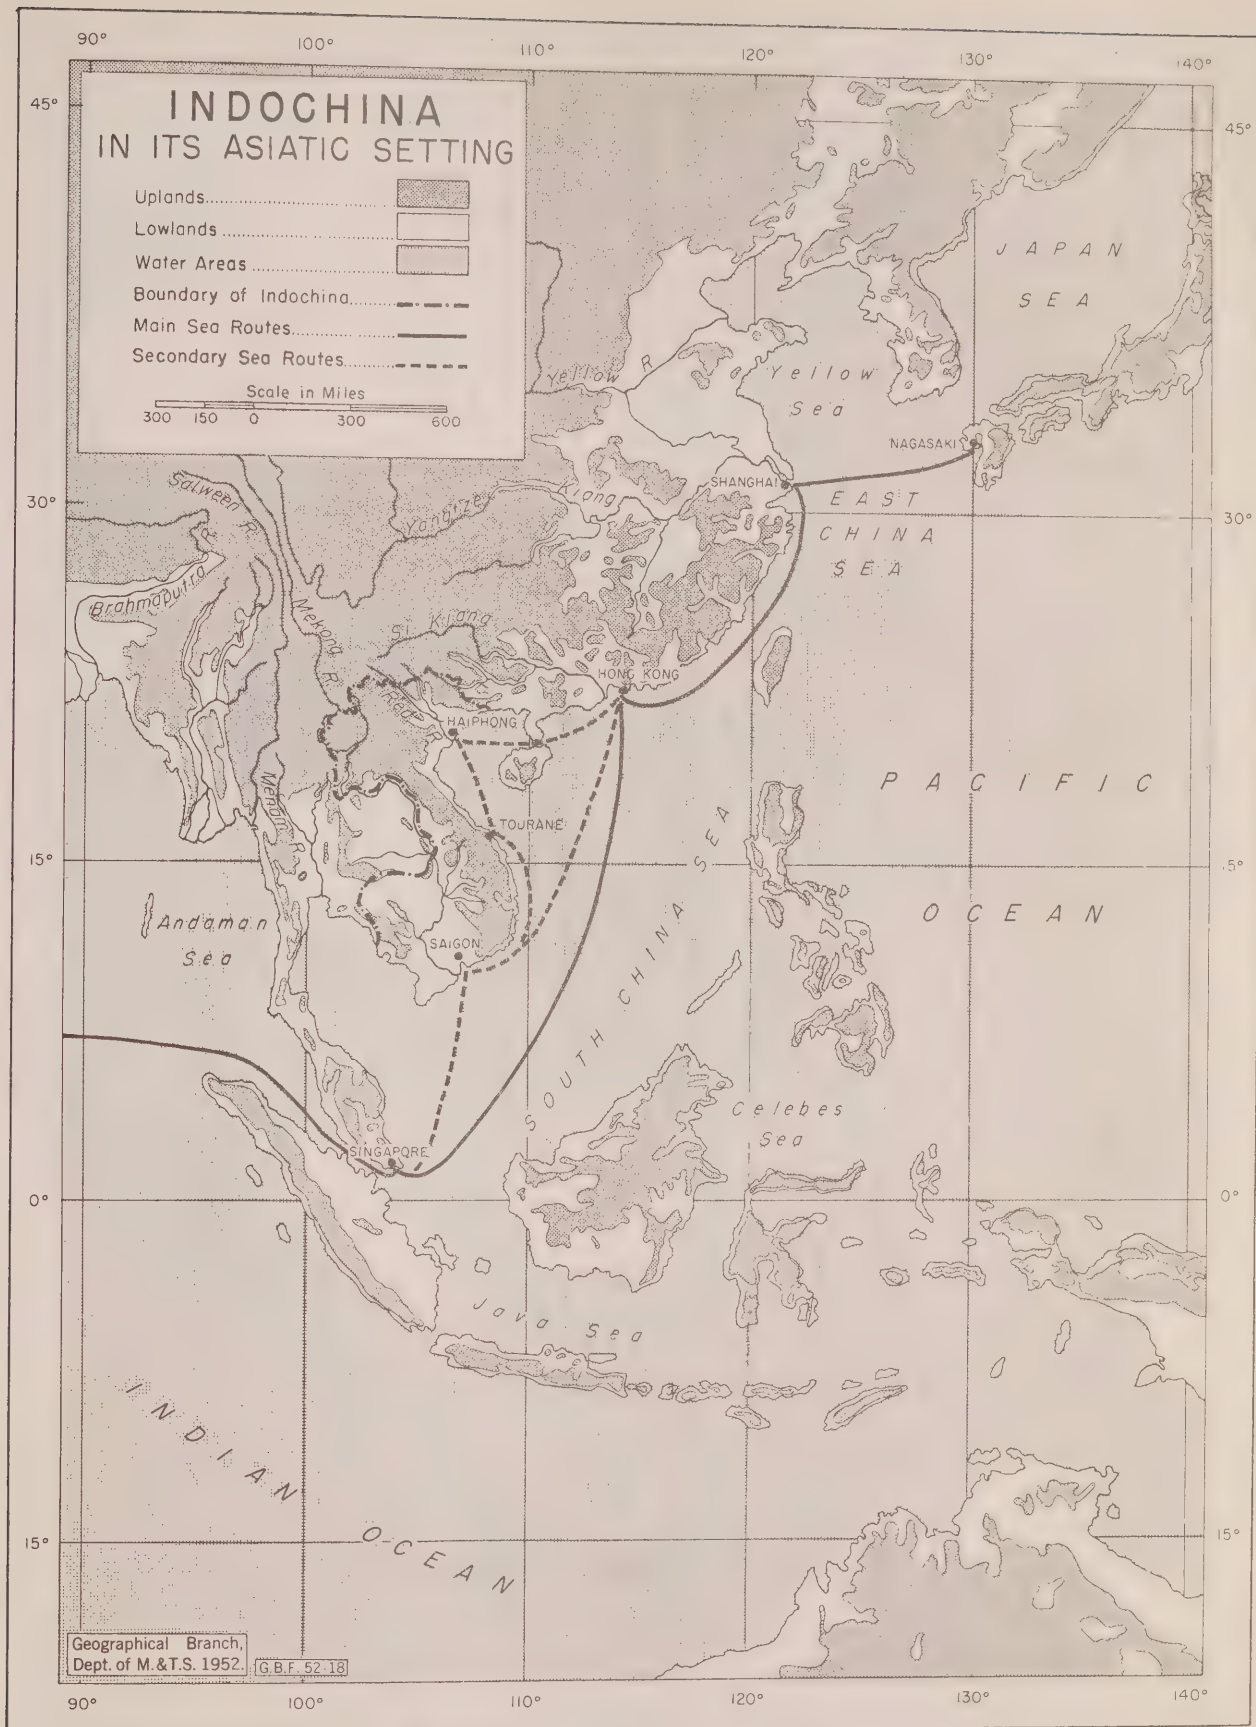 90° 100° 110° 120° 130° 140°
45°
45°
INDOCHINA
IN ITS ASIATIC SETTING
Uplands
Lowlands
Water Areas
Boundary of Indochina
Main Sea Routes
Secondary Sea Routes
Scale in Miles
300 150 0 300 600
JAPAN
SEA
Yellow R
Yellow
Sea
NAGASAKI
SHANGHAI
Salween R.
Yangtze Kiang
30°
30°
EAST
CHINA
SEA
Brahmaputra R
Mekong R.
Si Kiang
HONG KONG
Red R.
HAIPHONG
PACIFIC
Menam R.
TOURANE
SOUTH CHINA SEA
15°
Andaman
Sea
OCEAN
SAIGON
Celebes
Sea
SINGAPORE
0°
0°
Java Sea
INDIAN
OCEAN
15°
15°
Geographical Branch,
Dept. of M.&T.S. 1952.
G.B.F. 52-18
90° 100° 110° 120° 130° 140°